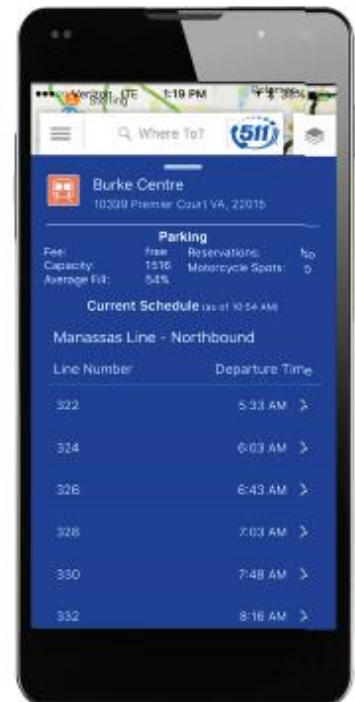 Verizon LTE 1:19 PM 38%
Sterling
Where To? 511
Burke Centre
10399 Premier Court VA, 22015
Parking
Fee: free Reservations: No
Capacity: 1516 Motorcycle Spots: 0
Average Fill: 54%
Current Schedule (as of 10:54 AM)
Manassas Line - Northbound
Line Number Departure Time
322 5:33 AM
324 6:03 AM
326 6:43 AM
328 7:03 AM
330 7:48 AM
332 8:16 AM